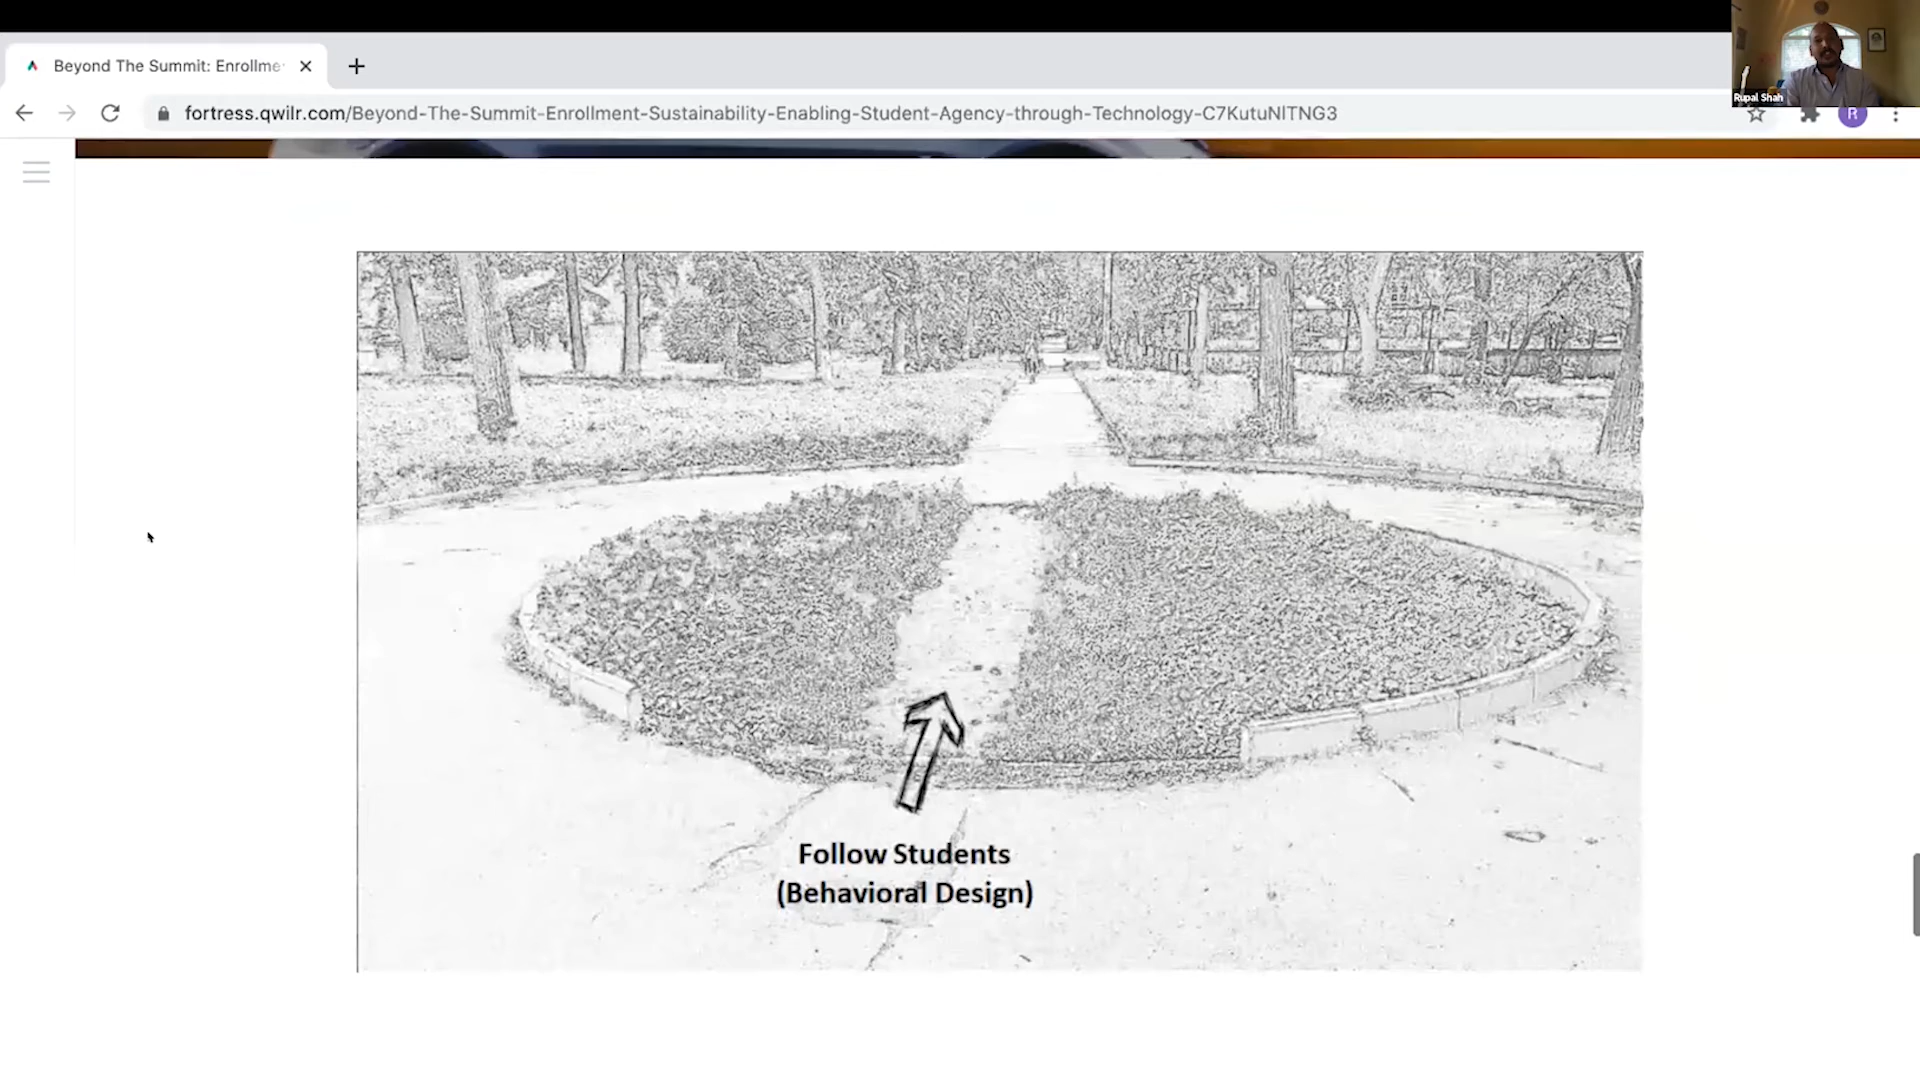 Beyond The Summit: Enrollme
fortress.qwilr.com/Beyond-The-Summit-Enrollment-Sustainability-Enabling-Student-Agency-through-Technology-C7KutuNlTNG3
Rupal Shah
R
Follow Students
(Behavioral Design)